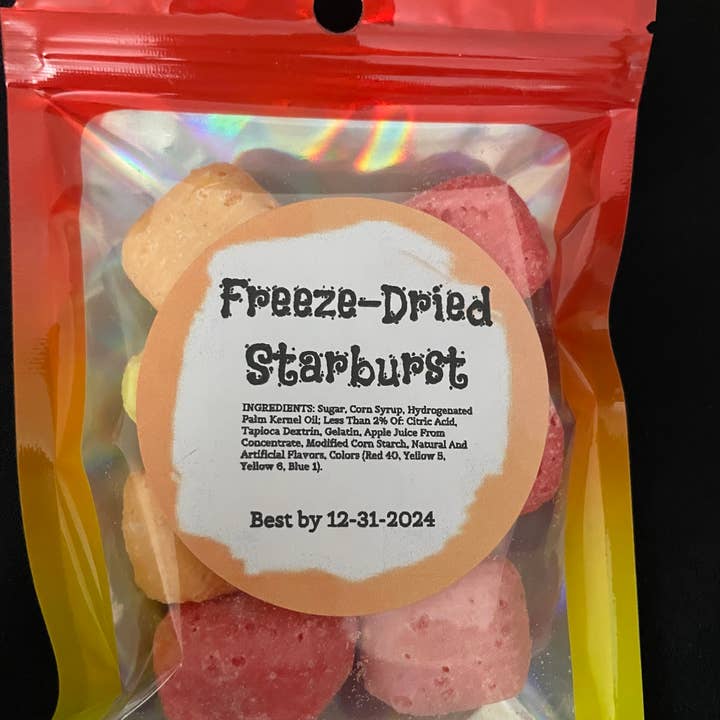 Freeze-Dried
Starburst
INGREDIENTS: Sugar, Corn Syrup, Hydrogenated
Palm Kernel Oil; Less Than 2% Of: Citric Acid,
Tapioca Dextrin, Gelatin, Apple Juice From
Concentrate, Modified Corn Starch, Natural And
Artificial Flavors, Colors (Red 40, Yellow 5,
Yellow 6, Blue 1).
Best by 12-31-2024